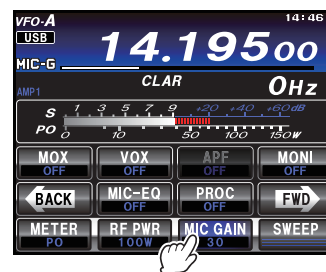 VFO-A 14:46
USB 14.19500
MIC-G
CLAR 0Hz
AMP1
S 1 3 5 7 9 +20 +40 +60dB
PO 0 10 50 100 150W
MOX OFF VOX OFF APF OFF MONI OFF
BACK MIC-EQ OFF PROC OFF FWD
METER PO RF PWR 100W MIC GAIN 30 SWEEP